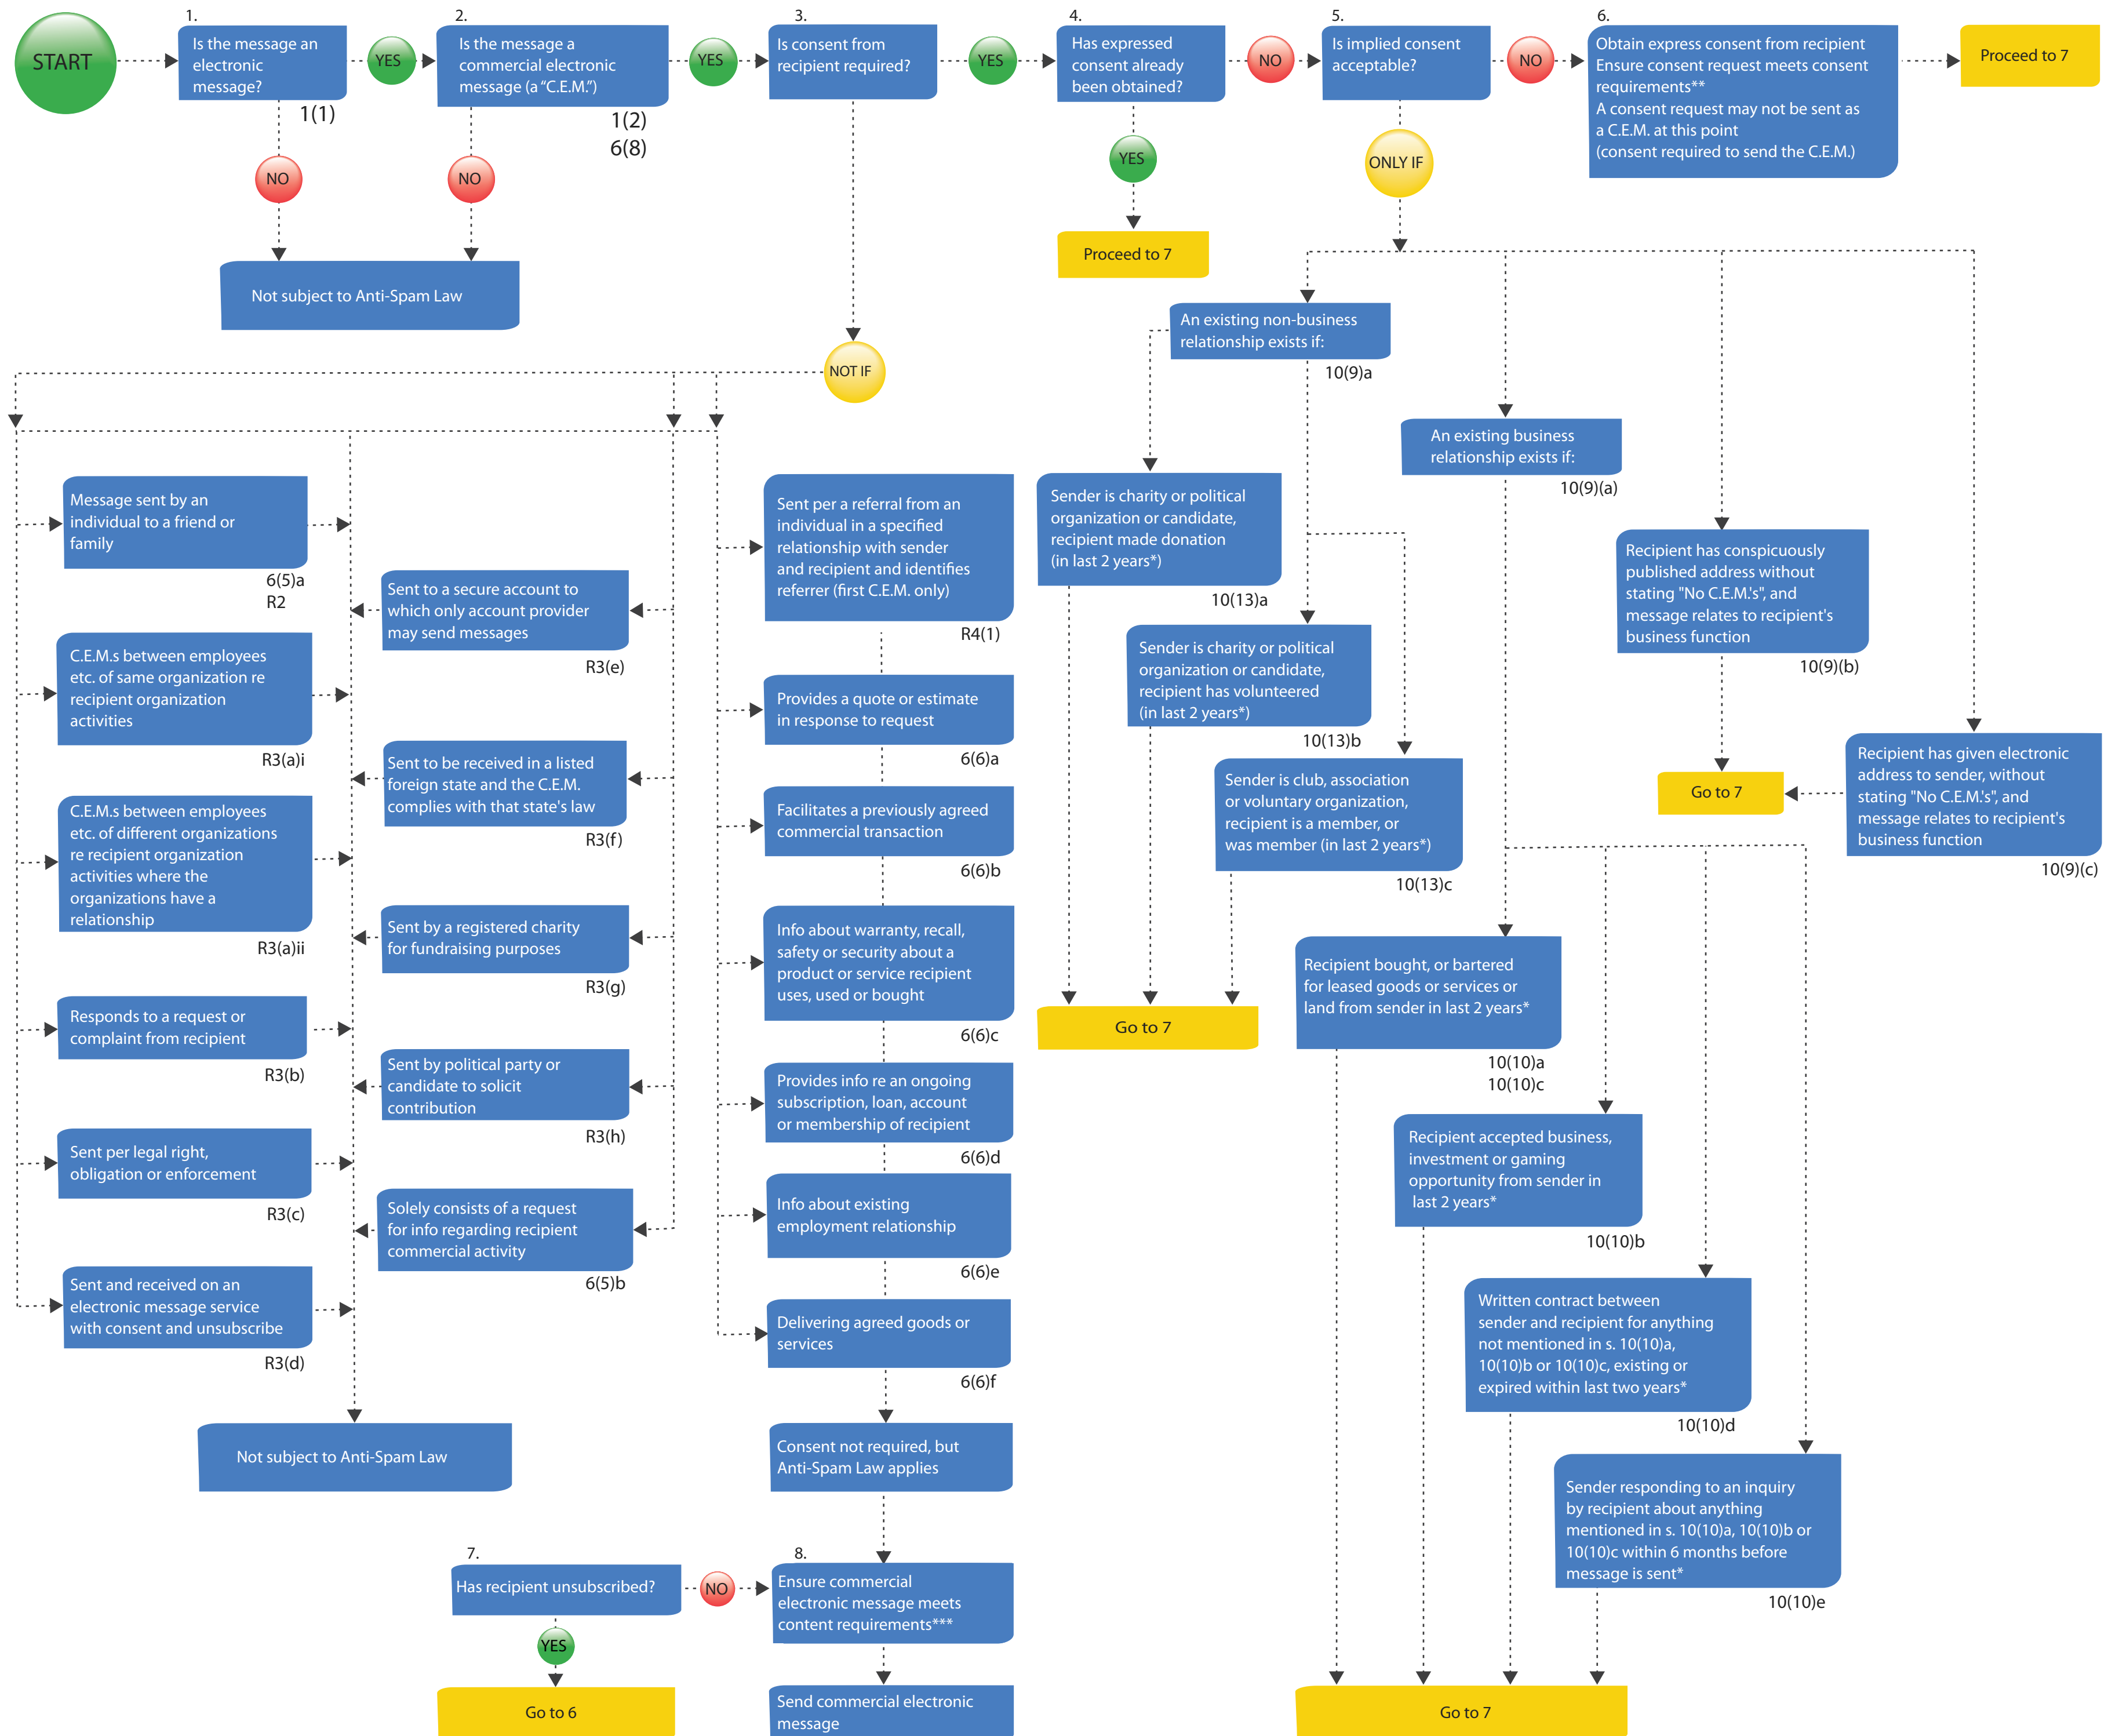 START
1.
Is the message an
electronic
message?
1(1)
YES
NO
2.
Is the message a
commercial electronic
message (a “C.E.M.”)
1(2)
6(8)
YES
NO
Not subject to Anti-Spam Law
3.
Is consent from
recipient required?
YES
NOT IF
4.
Has expressed
consent already
been obtained?
NO
YES
Proceed to 7
5.
Is implied consent
acceptable?
NO
ONLY IF
6.
Obtain express consent from recipient
Ensure consent request meets consent
requirements**
A consent request may not be sent as
a C.E.M. at this point
(consent required to send the C.E.M.)
Proceed to 7
Message sent by an
individual to a friend or
family
6(5)a
R2
C.E.M.s between employees
etc. of same organization re
recipient organization
activities
R3(a)i
C.E.M.s between employees
etc. of different organizations
re recipient organization
activities where the
organizations have a
relationship
R3(a)ii
Responds to a request or
complaint from recipient
R3(b)
Sent per legal right,
obligation or enforcement
R3(c)
Sent and received on an
electronic message service
with consent and unsubscribe
R3(d)
Sent to a secure account to
which only account provider
may send messages
R3(e)
Sent to be received in a listed
foreign state and the C.E.M.
complies with that state's law
R3(f)
Sent by a registered charity
for fundraising purposes
R3(g)
Sent by political party or
candidate to solicit
contribution
R3(h)
Solely consists of a request
for info regarding recipient
commercial activity
6(5)b
Not subject to Anti-Spam Law
Sent per a referral from an
individual in a specified
relationship with sender
and recipient and identifies
referrer (first C.E.M. only)
R4(1)
Provides a quote or estimate
in response to request
6(6)a
Facilitates a previously agreed
commercial transaction
6(6)b
Info about warranty, recall,
safety or security about a
product or service recipient
uses, used or bought
6(6)c
Provides info re an ongoing
subscription, loan, account
or membership of recipient
6(6)d
Info about existing
employment relationship
6(6)e
Delivering agreed goods or
services
6(6)f
Consent not required, but
Anti-Spam Law applies
7.
Has recipient unsubscribed?
NO
YES
Go to 6
8.
Ensure commercial
electronic message meets
content requirements***
Send commercial electronic
message
An existing non-business
relationship exists if:
10(9)a
Sender is charity or political
organization or candidate,
recipient made donation
(in last 2 years*)
10(13)a
Sender is charity or political
organization or candidate,
recipient has volunteered
(in last 2 years*)
10(13)b
Sender is club, association
or voluntary organization,
recipient is a member, or
was member (in last 2 years*)
10(13)c
Go to 7
An existing business
relationship exists if:
10(9)(a)
Recipient has conspicuously
published address without
stating "No C.E.M.'s", and
message relates to recipient's
business function
10(9)(b)
Go to 7
Recipient has given electronic
address to sender, without
stating "No C.E.M.'s", and
message relates to recipient's
business function
10(9)(c)
Recipient bought, or bartered
for leased goods or services or
land from sender in last 2 years*
10(10)a
10(10)c
Recipient accepted business,
investment or gaming
opportunity from sender in
last 2 years*
10(10)b
Written contract between
sender and recipient for anything
not mentioned in s. 10(10)a,
10(10)b or 10(10)c, existing or
expired within last two years*
10(10)d
Sender responding to an inquiry
by recipient about anything
mentioned in s. 10(10)a, 10(10)b or
10(10)c within 6 months before
message is sent*
10(10)e
Go to 7